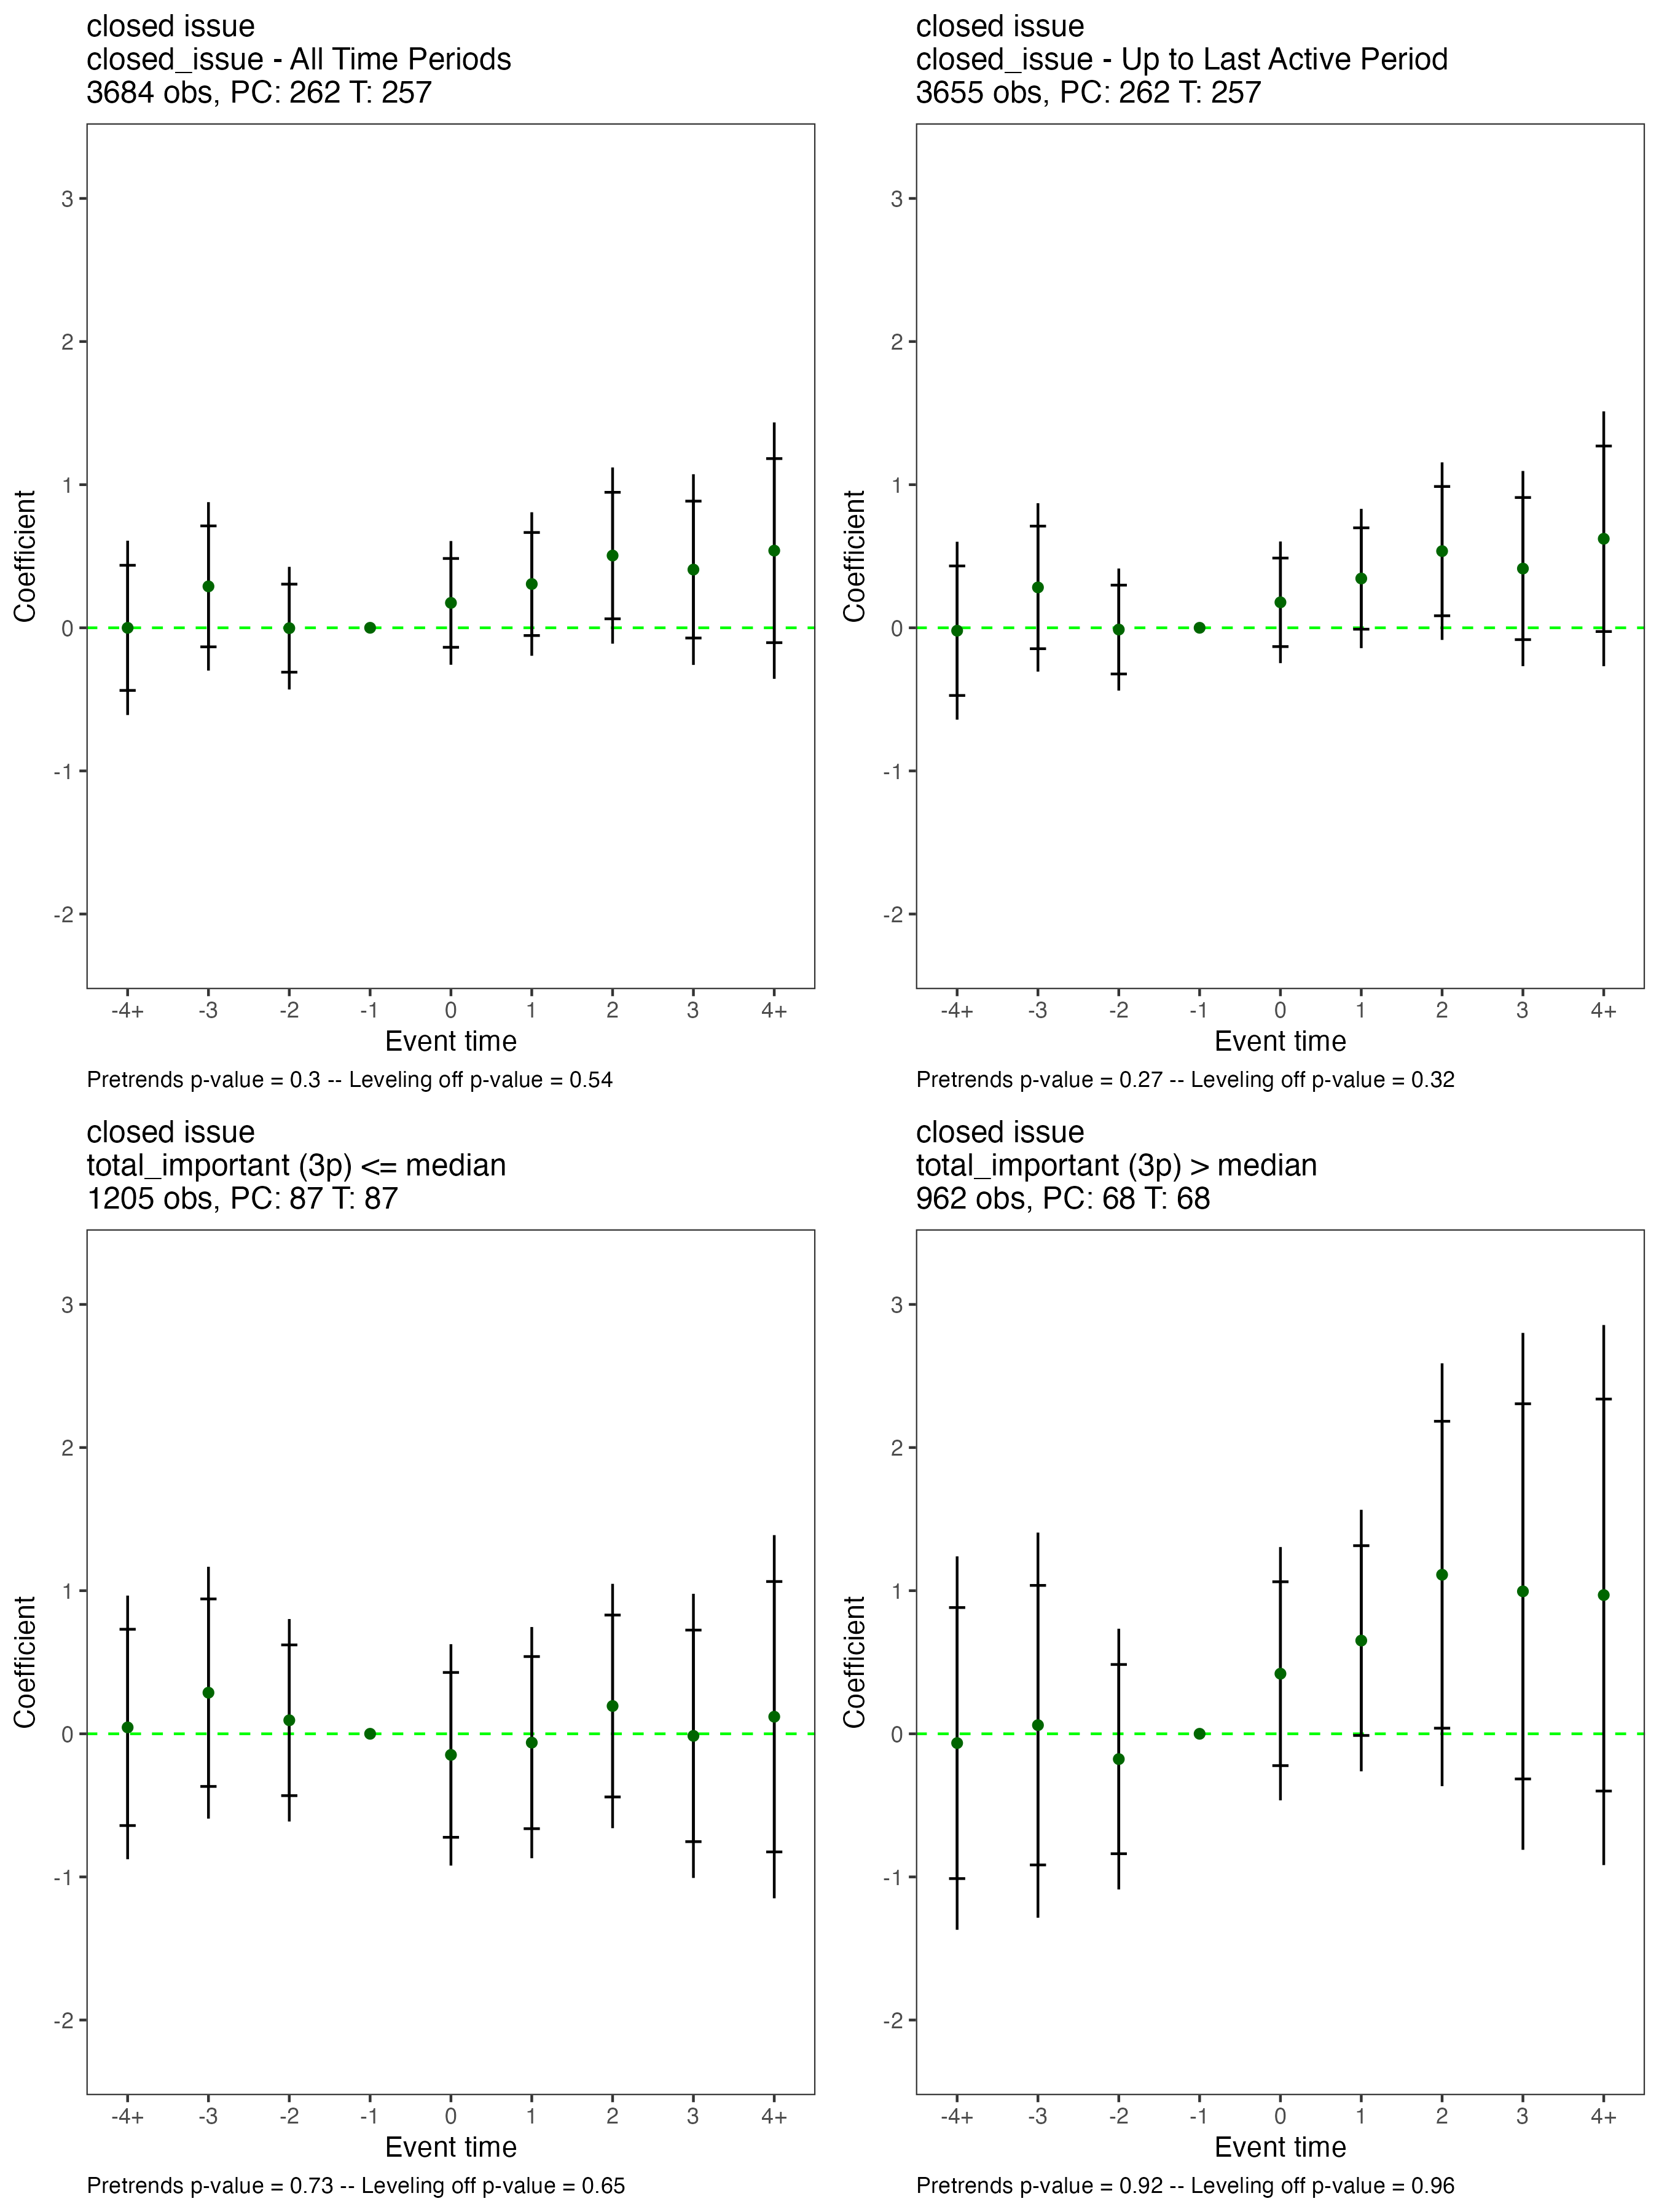 closed issue
closed_issue - All Time Periods
3684 obs, PC: 262 T: 257
3
2
1
0
-1
-2
Coefficient
-4+ -3 -2 -1 0 1 2 3 4+
Event time
Pretrends p-value = 0.3 -- Leveling off p-value = 0.54
closed issue
closed_issue - Up to Last Active Period
3655 obs, PC: 262 T: 257
3
2
1
0
-1
-2
Coefficient
-4+ -3 -2 -1 0 1 2 3 4+
Event time
Pretrends p-value = 0.27 -- Leveling off p-value = 0.32
closed issue
total_important (3p) <= median
1205 obs, PC: 87 T: 87
3
2
1
0
-1
-2
Coefficient
-4+ -3 -2 -1 0 1 2 3 4+
Event time
Pretrends p-value = 0.73 -- Leveling off p-value = 0.65
closed issue
total_important (3p) > median
962 obs, PC: 68 T: 68
3
2
1
0
-1
-2
Coefficient
-4+ -3 -2 -1 0 1 2 3 4+
Event time
Pretrends p-value = 0.92 -- Leveling off p-value = 0.96